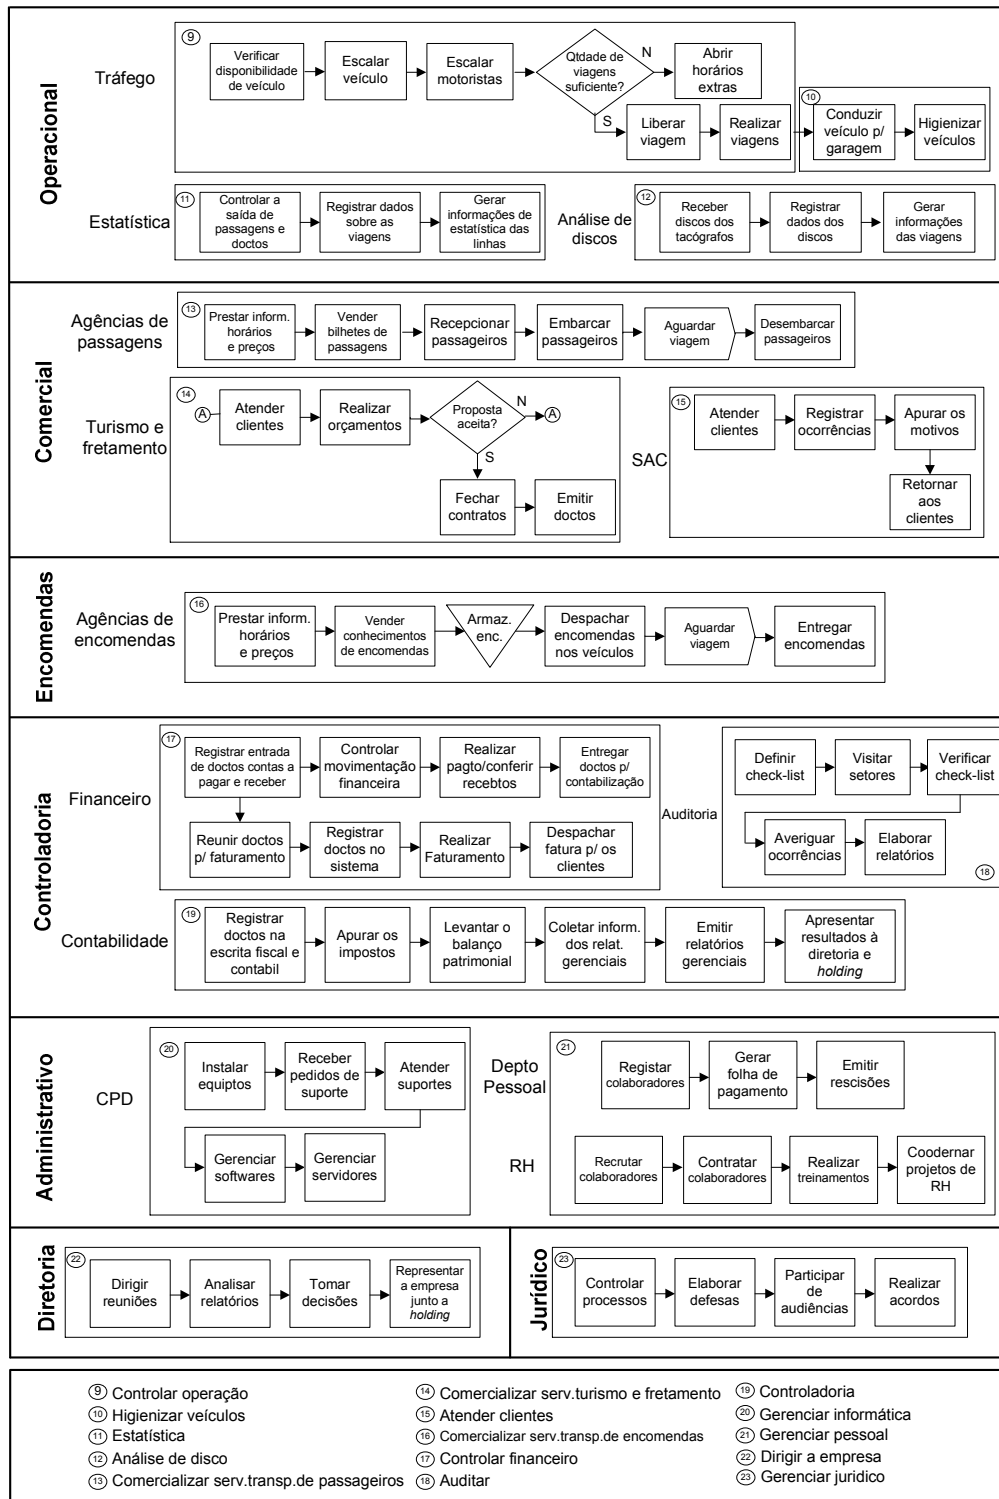 Operacional
9
Tráfego
Verificar
disponibilidade
de veículo
Escalar
veículo
Escalar
motoristas
Qtdade de
viagens
suficiente?
N
Abrir
horários
extras
S
Liberar
viagem
Realizar
viagens
10
Conduzir
veículo p/
garagem
Higienizar
veículos
Estatística
11
Controlar a
saída de
passagens e
doctos
Registrar dados
sobre as
viagens
Gerar
informações de
estatística das
linhas
Análise de
discos
12
Receber
discos dos
tacógrafos
Registrar
dados dos
discos
Gerar
informações
das viagens
Comercial
Agências de
passagens
13
Prestar inform.
horários
e preços
Vender
bilhetes de
passagens
Recepcionar
passageiros
Embarcar
passageiros
Aguardar
viagem
Desembarcar
passageiros
Turismo e
fretamento
14
A
Atender
clientes
Realizar
orçamentos
Proposta
aceita?
N
A
S
Fechar
contratos
Emitir
doctos
SAC
15
Atender
clientes
Registrar
ocorrências
Apurar os
motivos
Retornar
aos
clientes
Encomendas
Agências de
encomendas
16
Prestar inform.
horários
e preços
Vender
conhecimentos
de encomendas
Armaz.
enc.
Despachar
encomendas
nos veículos
Aguardar
viagem
Entregar
encomendas
Controladoria
Financeiro
17
Registrar entrada
de doctos contas a
pagar e receber
Controlar
movimentação
financeira
Realizar
pagto/conferir
recebtos
Entregar
doctos p/
contabilização
Reunir doctos
p/ faturamento
Registrar
doctos no
sistema
Realizar
Faturamento
Despachar
fatura p/ os
clientes
Auditoria
Definir
check-list
Visitar
setores
Verificar
check-list
Averiguar
ocorrências
Elaborar
relatórios
18
Contabilidade
19
Registrar
doctos na
escrita fiscal e
contabil
Apurar os
impostos
Levantar o
balanço
patrimonial
Coletar inform.
dos relat.
gerenciais
Emitir
relatórios
gerenciais
Apresentar
resultados à
diretoria e
holding
Administrativo
CPD
20
Instalar
equiptos
Receber
pedidos de
suporte
Atender
suportes
Gerenciar
softwares
Gerenciar
servidores
Depto
Pessoal
21
Registar
colaboradores
Gerar
folha de
pagamento
Emitir
rescisões
RH
Recrutar
colaboradores
Contratar
colaboradores
Realizar
treinamentos
Coodernar
projetos de
RH
Diretoria
22
Dirigir
reuniões
Analisar
relatórios
Tomar
decisões
Representar
a empresa
junto a
holding
Jurídico
23
Controlar
processos
Elaborar
defesas
Participar
de
audiências
Realizar
acordos
9 Controlar operação
10 Higienizar veículos
11 Estatística
12 Análise de disco
13 Comercializar serv.transp.de passageiros
14 Comercializar serv.turismo e fretamento
15 Atender clientes
16 Comercializar serv.transp.de encomendas
17 Controlar financeiro
18 Auditar
19 Controladoria
20 Gerenciar informática
21 Gerenciar pessoal
22 Dirigir a empresa
23 Gerenciar juridico